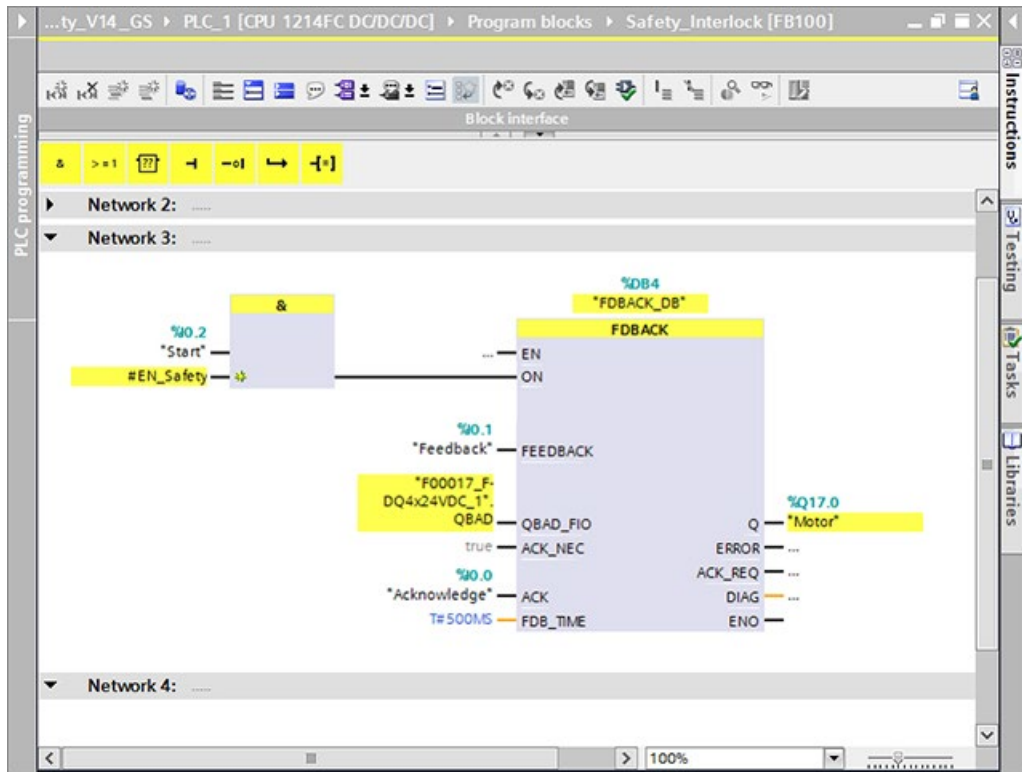 ...ty_V14_GS ▸ PLC_1 [CPU 1214FC DC/DC/DC] ▸ Program blocks ▸ Safety_Interlock [FB100]
PLC programming
Block interface
& >=1 ??
Network 2: .....
Network 3: .....
&
%I0.2
"Start"
#EN_Safety
%DB4
"FDBACK_DB"
FDBACK
... EN
ON
%I0.1
"Feedback" FEEDBACK
"F00017_F-
DQ4x24VDC_1".
QBAD QBAD_FIO
true ACK_NEC
%I0.0
"Acknowledge" ACK
T#500MS FDB_TIME
%Q17.0
Q "Motor"
ERROR ...
ACK_REQ ...
DIAG ...
ENO
Network 4: .....
100%
Instructions
Testing
Tasks
Libraries